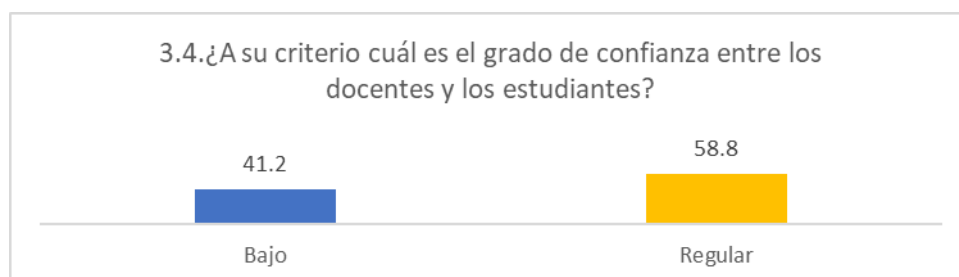 3.4.¿A su criterio cuál es el grado de confianza entre los
docentes y los estudiantes?
58.8
41.2
Bajo
Regular